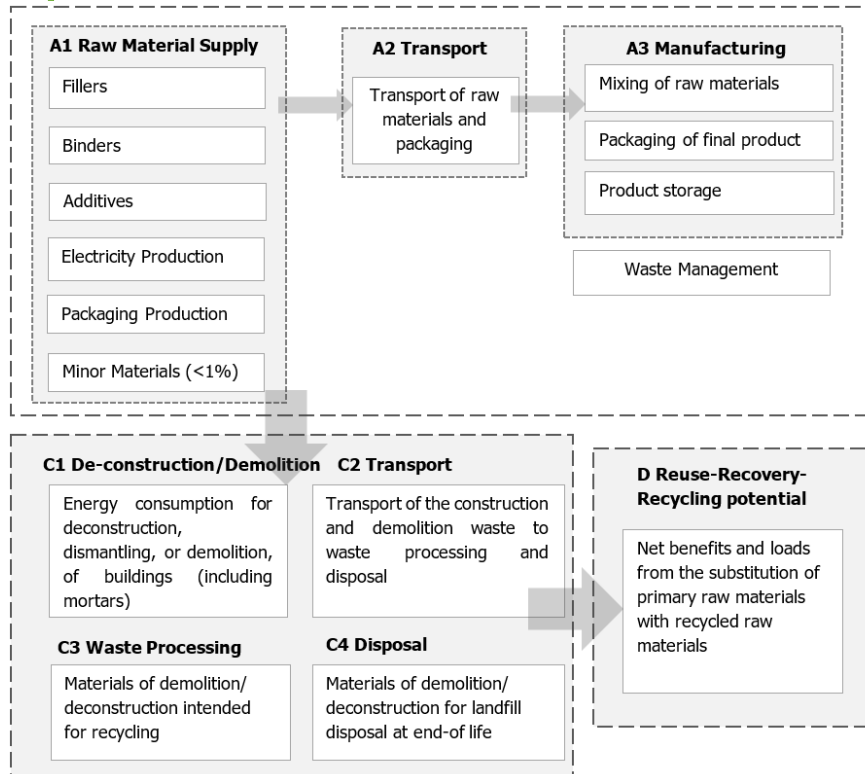 A1 Raw Material Supply
Fillers
Binders
Additives
Electricity Production
Packaging Production
Minor Materials (<1%)
A2 Transport
Transport of raw
materials and
packaging
A3 Manufacturing
Mixing of raw materials
Packaging of final product
Product storage
Waste Management
C1 De-construction/Demolition
Energy consumption for
deconstruction,
dismantling, or demolition,
of buildings (including
mortars)
C2 Transport
Transport of the construction
and demolition waste to
waste processing and
disposal
C3 Waste Processing
Materials of demolition/
deconstruction intended
for recycling
C4 Disposal
Materials of demolition/
deconstruction for landfill
disposal at end-of life
D Reuse-Recovery-
Recycling potential
Net benefits and loads
from the substitution of
primary raw materials
with recycled raw
materials